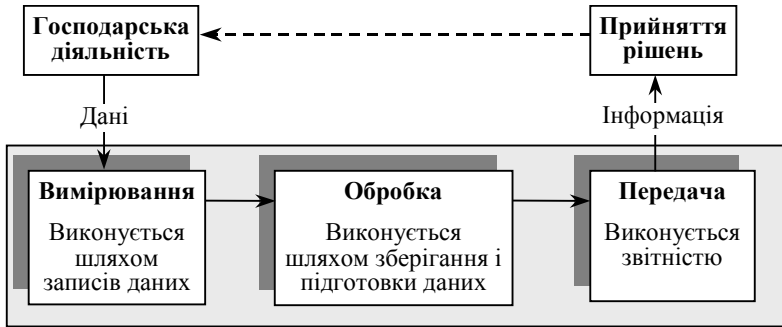 Господарська
діяльність
Прийняття
рішень
Дані
Інформація
Вимірювання
Виконується
шляхом
записів даних
Обробка
Виконується
шляхом зберігання і
підготовки даних
Передача
Виконується
звітністю